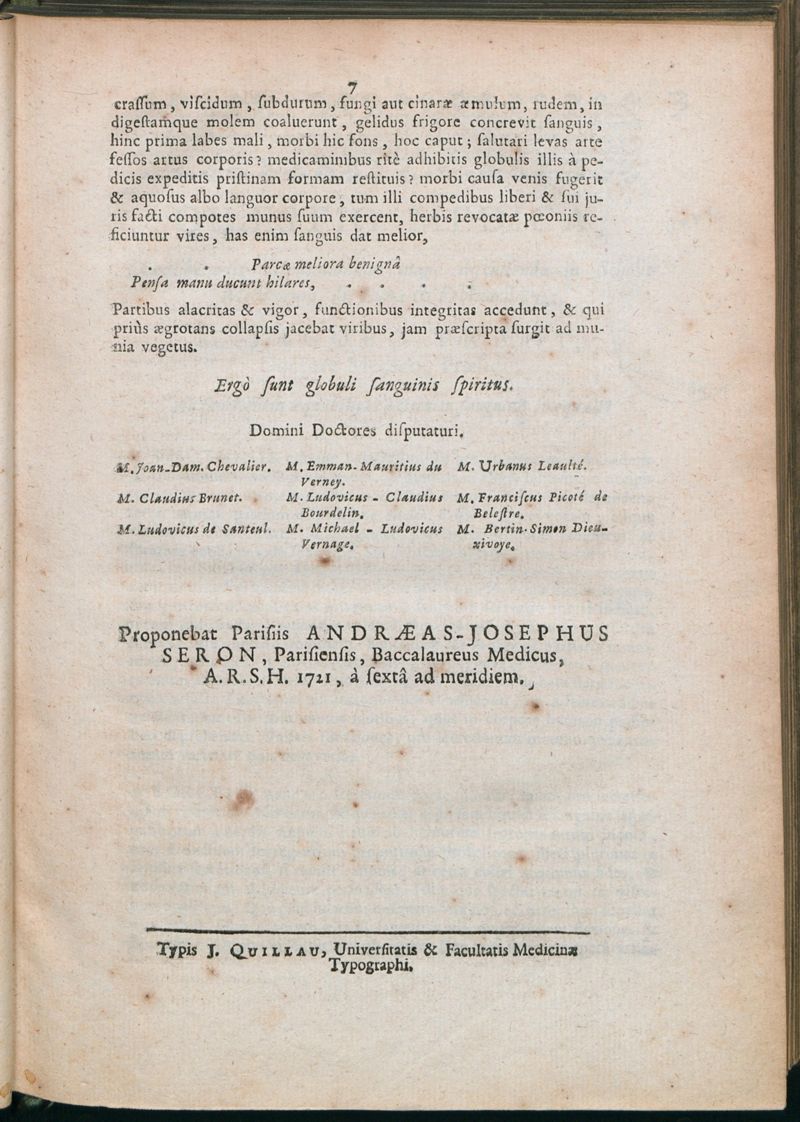 7
craſſum, viſcidum, ſubdurum, fungi aut cinaræ æmulum, rudem, in
digeſtamque molem coaluerunt, gelidus frigore concrevit ſanguis,
hinc prima labes mali, morbi hic fons, hoc caput; ſalutari levas arte
feſſos artus corporis? medicaminibus rìtè adhibitis globulis illis à pe-
dicis expeditis priſtinam formam reſtituis? morbi cauſa venis fugerit
& aquoſus albo languor corpore, tum illi compedibus liberi & ſui ju-
ris facti compotes munus ſuum exercent, herbis revocatæ pœoniis re-
ficiuntur vires, has enim ſanguis dat melior,
. . Parcæ meliora benignâ
Penſa manu ducunt hilares, . . . .
Partibus alacritas & vigor, functionibus integritas accedunt, & qui
priùs ægrotans collapſis jacebat viribus, jam præſcripta ſurgit ad mu-
nia vegetus.
Ergò ſunt globuli ſanguinis ſpiritus.
Domini Doctores diſputaturi.
M. Joan-Dam. Chevalier. M. Emman-Mauritius du Verney. M. Urbanus Leaulté.
M. Claudius Brunet. M. Ludovicus - Claudius Bourdelin. M. Franciſcus Picoté de Beleſtre.
M. Ludovicus de Santeul. M. Michael - Ludovicus Vernage. M. Bertin-Simon Dieu-xivoye.
Proponebat Pariſiis ANDRÆAS-JOSEPHUS
SERON, Pariſienſis, Baccalaureus Medicus,
A. R. S. H. 1721, à ſextâ ad meridiem.
Typis J. QUILLAU, Univerſitatis & Facultatis Medicinæ
Typographi.